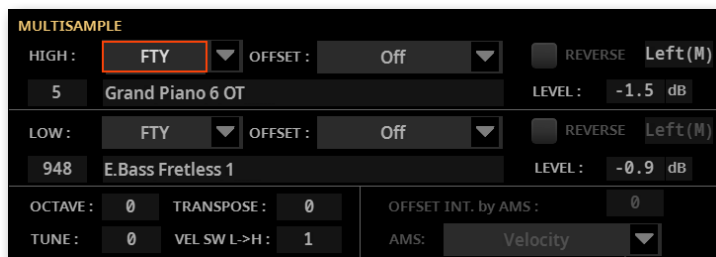 MULTISAMPLE
HIGH : FTY OFFSET : Off REVERSE Left(M)
5 Grand Piano 6 OT LEVEL : -1.5 dB
LOW : FTY OFFSET : Off REVERSE Left(M)
948 E.Bass Fretless 1 LEVEL : -0.9 dB
OCTAVE : 0 TRANSPOSE : 0 OFFSET INT. by AMS : 0
TUNE : 0 VEL SW L->H : 1 AMS: Velocity